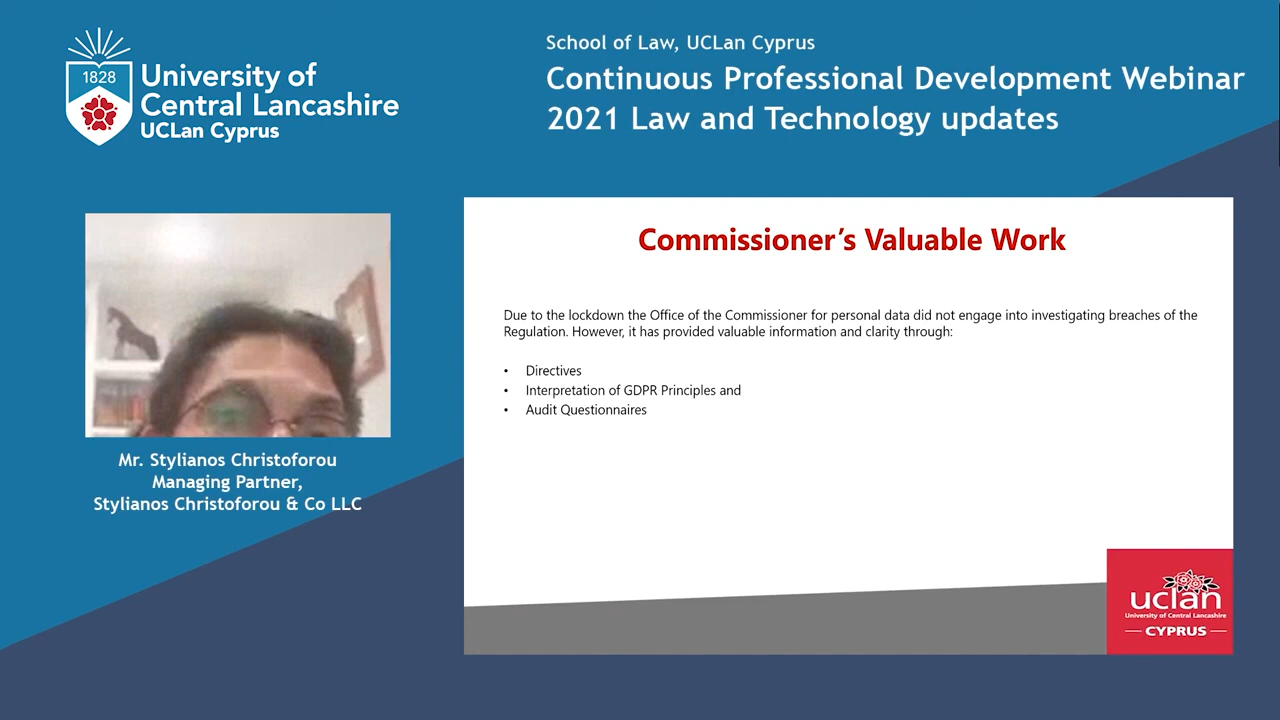 1828
University of
Central Lancashire
UCLan Cyprus
School of Law, UCLan Cyprus
Continuous Professional Development Webinar
2021 Law and Technology updates
Mr. Stylianos Christoforou
Managing Partner,
Stylianos Christoforou & Co LLC
Commissioner’s Valuable Work
Due to the lockdown the Office of the Commissioner for personal data did not engage into investigating breaches of the
Regulation. However, it has provided valuable information and clarity through:
• Directives
• Interpretation of GDPR Principles and
• Audit Questionnaires
uclan
University of Central Lancashire
CYPRUS